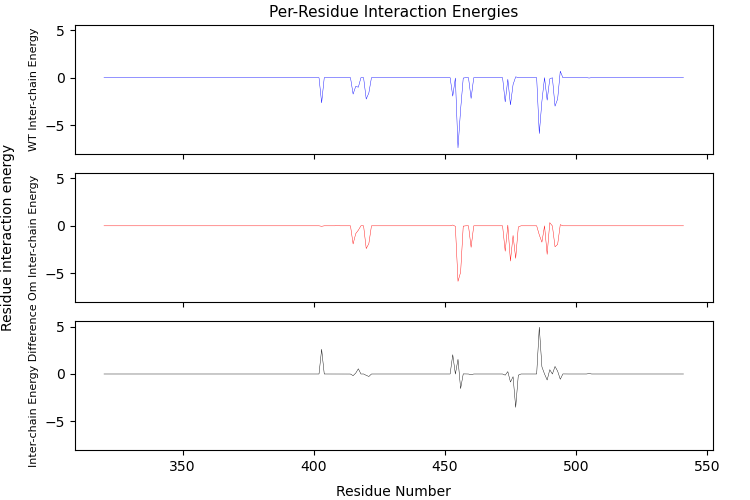 Per-Residue Interaction Energies
Residue interaction energy
WT Inter-chain Energy
5
0
−5
Om Inter-chain Energy
5
0
−5
Inter-chain Energy Difference
5
0
−5
350
400
450
500
550
Residue Number